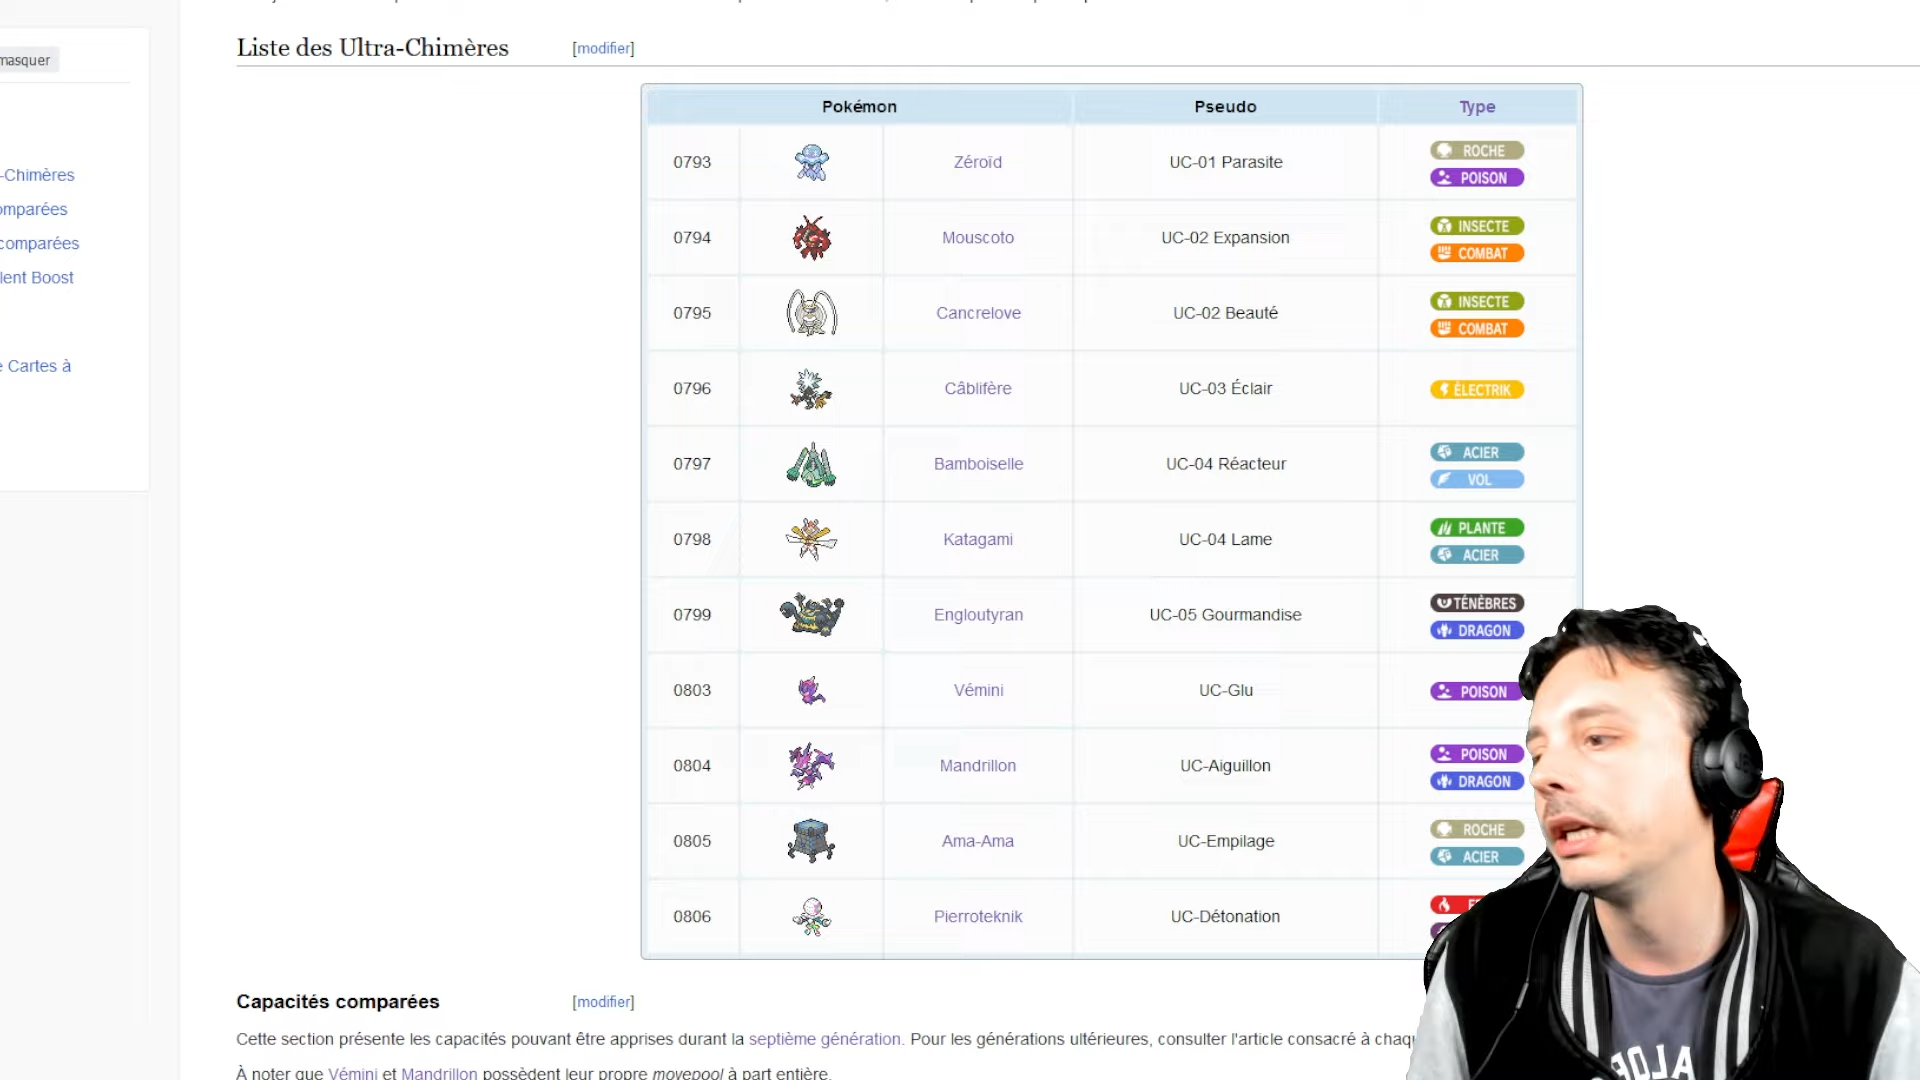 Liste des Ultra-Chimères [modifier]
masquer
-Chimères
omparées
comparées
lent Boost
e Cartes à
Pokémon Pseudo Type
0793 Zéroïd UC-01 Parasite ROCHE POISON
0794 Mouscoto UC-02 Expansion INSECTE COMBAT
0795 Cancrelove UC-02 Beauté INSECTE COMBAT
0796 Câblifère UC-03 Éclair ÉLECTRIK
0797 Bamboiselle UC-04 Réacteur ACIER VOL
0798 Katagami UC-04 Lame PLANTE ACIER
0799 Engloutyran UC-05 Gourmandise TÉNÈBRES DRAGON
0803 Vémini UC-Glu POISON
0804 Mandrillon UC-Aiguillon POISON DRAGON
0805 Ama-Ama UC-Empilage ROCHE ACIER
0806 Pierroteknik UC-Détonation
Capacités comparées [modifier]
Cette section présente les capacités pouvant être apprises durant la septième génération. Pour les générations ultérieures, consulter l'article consacré à chaqu
À noter que Vémini et Mandrillon possèdent leur propre movepool à part entière.